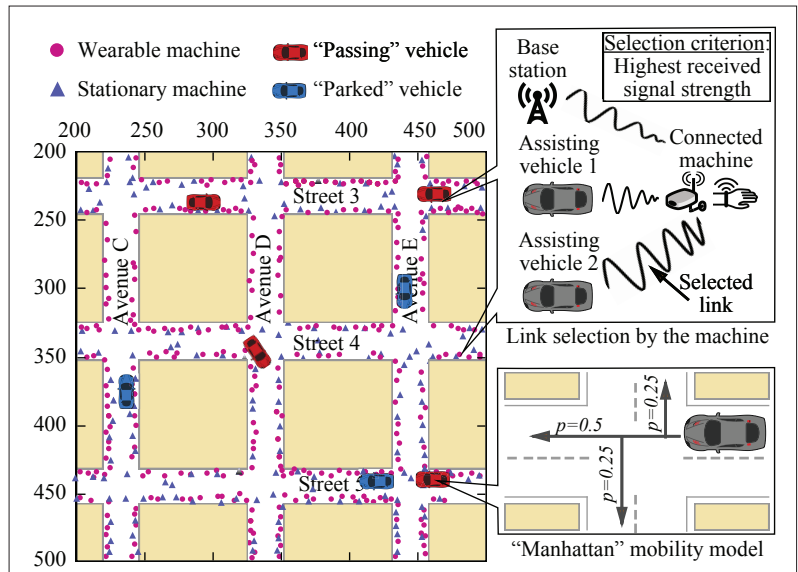 Wearable machine
"Passing" vehicle
Stationary machine
"Parked" vehicle
200 250 300 350 400 450 500
200
250
300
350
400
450
500
Street 3
Street 4
Street 5
Avenue C
Avenue D
Avenue E
Base
station
Selection criterion:
Highest received
signal strength
Assisting
vehicle 1
Connected
machine
Assisting
vehicle 2
Selected
link
Link selection by the machine
p=0.5
p=0.25
p=0.25
"Manhattan" mobility model